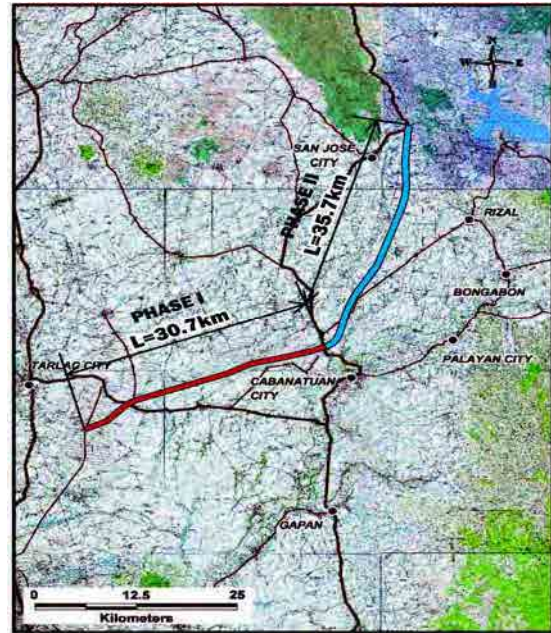 N
W E
S
SAN JOSE
CITY
PHASE II
L=35.7km
RIZAL
BONGABON
PHASE I
L=30.7km
TARLAC CITY
PALAYAN CITY
CABANATUAN
CITY
GAPAN
0 12.5 25
Kilometers